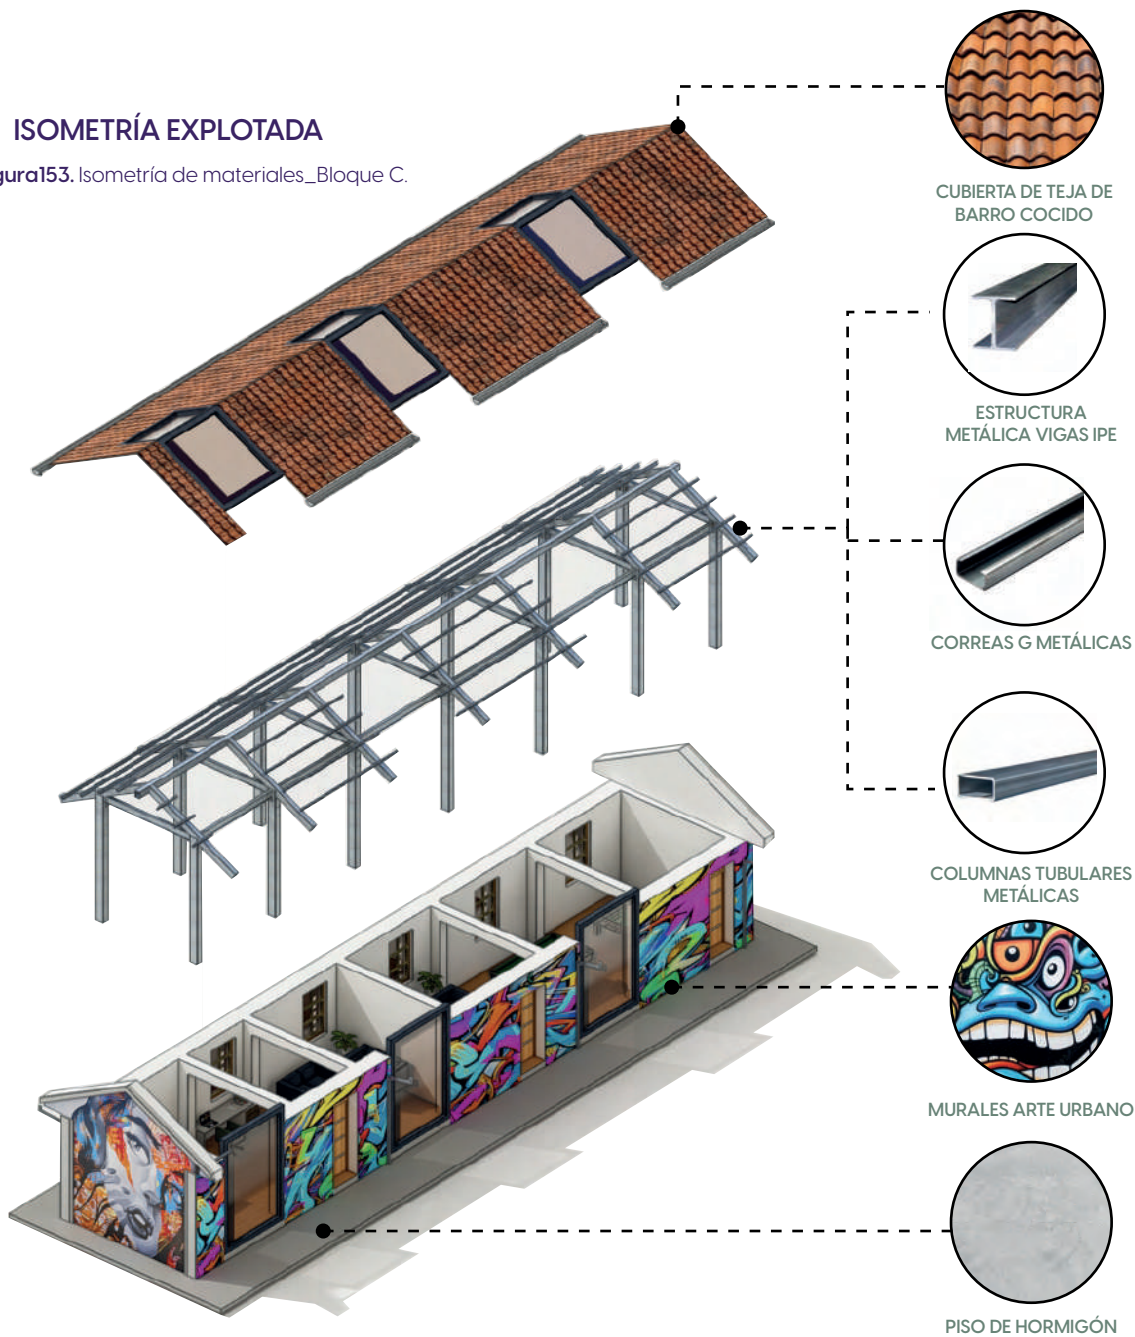 ISOMETRÍA EXPLOTADA
gura153. Isometría de materiales_Bloque C.
CUBIERTA DE TEJA DE
BARRO COCIDO
ESTRUCTURA
METÁLICA VIGAS IPE
CORREAS G METÁLICAS
COLUMNAS TUBULARES
METÁLICAS
MURALES ARTE URBANO
PISO DE HORMIGÓN